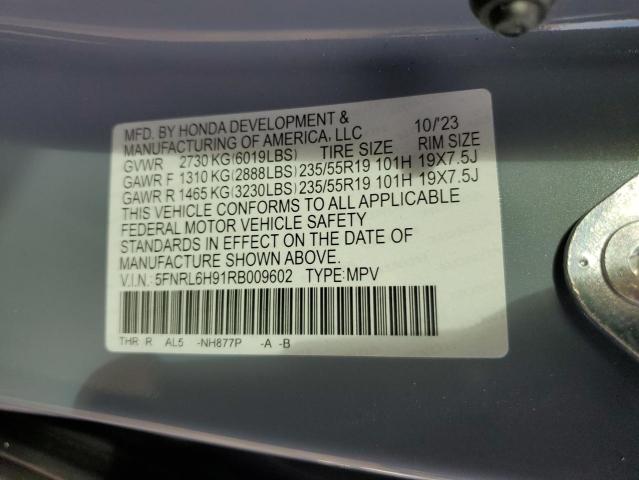 MFD. BY HONDA DEVELOPMENT & 10/'23
MANUFACTURING OF AMERICA, LLC
GVWR 2730 KG(6019LBS) TIRE SIZE RIM SIZE
GAWR F 1310 KG(2888LBS) 235/55R19 101H 19X7.5J
GAWR R 1465 KG(3230LBS) 235/55R19 101H 19X7.5J
THIS VEHICLE CONFORMS TO ALL APPLICABLE
FEDERAL MOTOR VEHICLE SAFETY
STANDARDS IN EFFECT ON THE DATE OF
MANUFACTURE SHOWN ABOVE.
V.I.N.: 5FNRL6H91RB009602 TYPE:MPV
THR R AL5 -NH877P -A -B